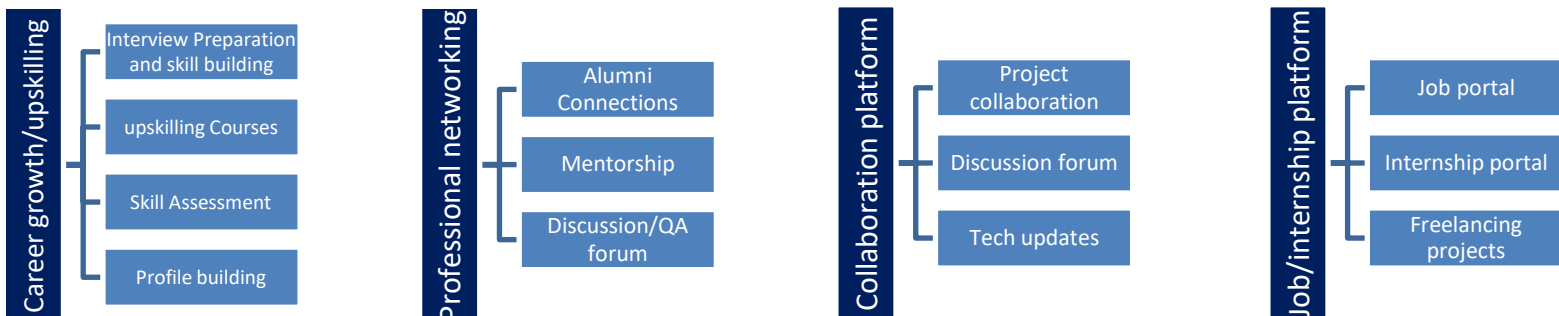 Career growth/upskilling
Interview Preparation
and skill building
upskilling Courses
Skill Assessment
Profile building
Professional networking
Alumni
Connections
Mentorship
Discussion/QA
forum
Collaboration platform
Project
collaboration
Discussion forum
Tech updates
Job/internship platform
Job portal
Internship portal
Freelancing
projects